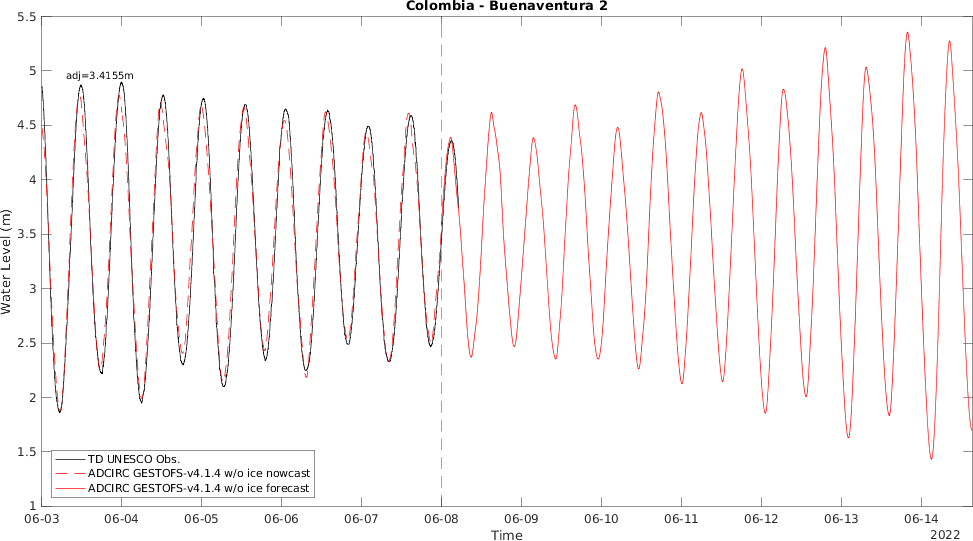 Colombia - Buenaventura 2
5.5
5
4.5
4
3.5
3
2.5
2
1.5
1
Water Level (m)
adj=3.4155m
TD UNESCO Obs.
ADCIRC GESTOFS-v4.1.4 w/o ice nowcast
ADCIRC GESTOFS-v4.1.4 w/o ice forecast
06-03 06-04 06-05 06-06 06-07 06-08 06-09 06-10 06-11 06-12 06-13 06-14
Time
2022